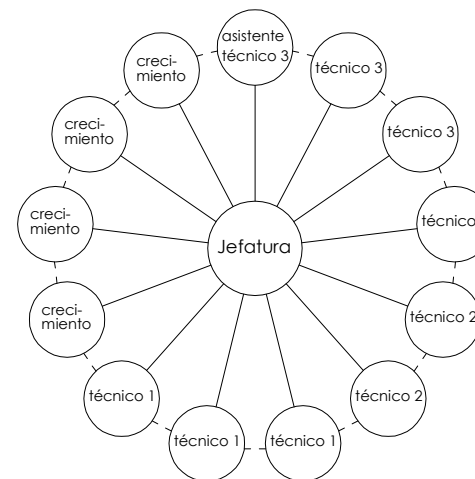 asistente
técnico 3
técnico 3
técnico 3
técnico
técnico 2
técnico 2
técnico 1
técnico 1
técnico 1
creci-
miento
creci-
miento
creci-
miento
creci-
miento
Jefatura